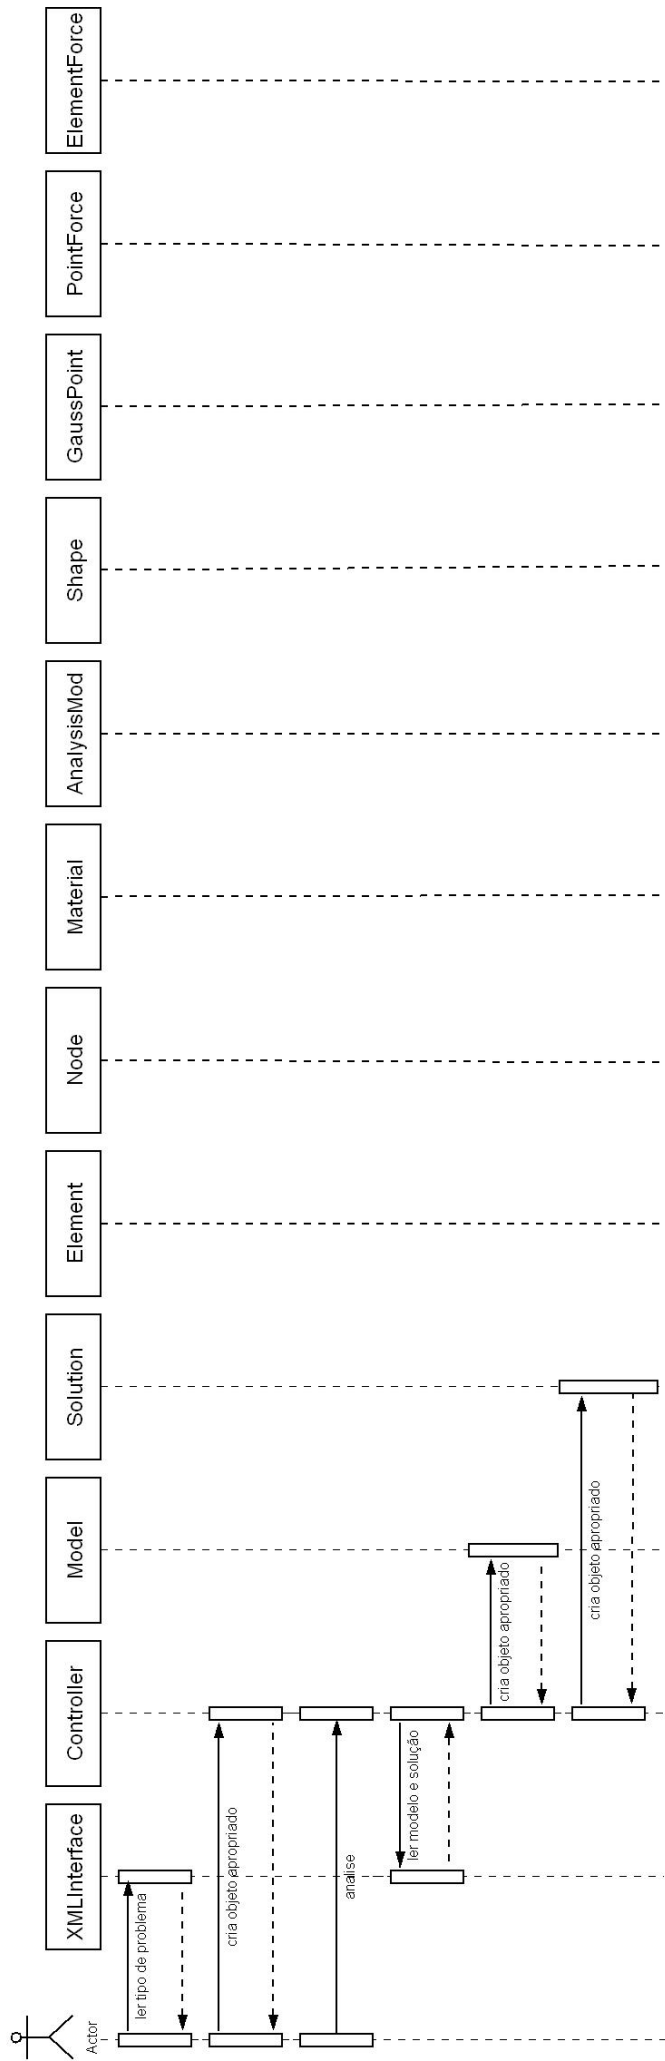 Actor
XMLInterface
Controller
Model
Solution
Element
Node
Material
AnalysisMod
Shape
GaussPoint
PointForce
ElementForce
ler tipo de problema
cria objeto apropriado
analise
ler modelo e solução
cria objeto apropriado
cria objeto apropriado